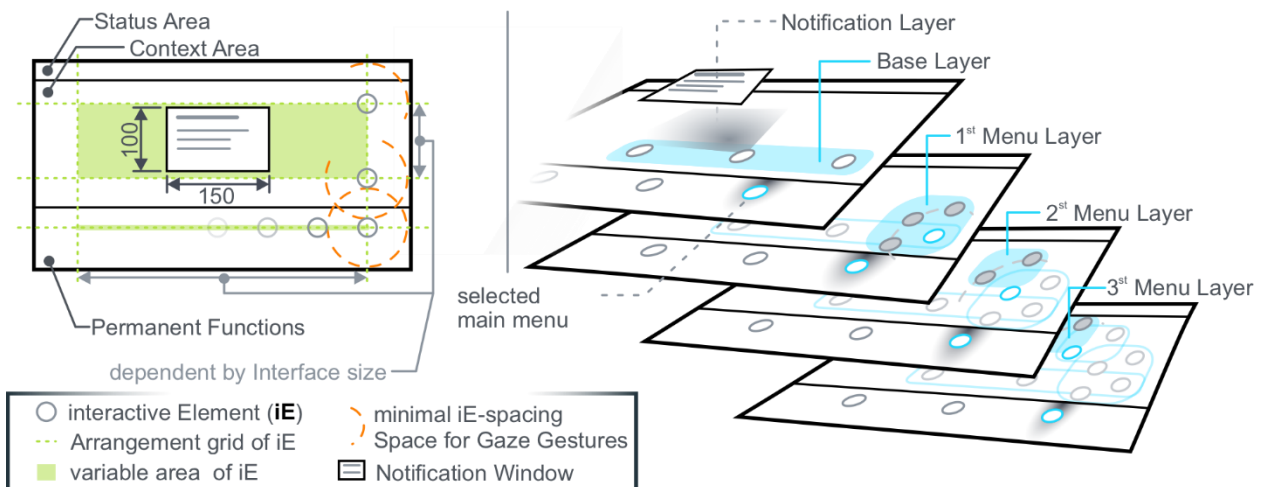 Status Area
Context Area
100
150
Permanent Functions
dependent by Interface size
Notification Layer
Base Layer
1st Menu Layer
2st Menu Layer
3st Menu Layer
selected
main menu
interactive Element (iE)
Arrangement grid of iE
variable area of iE
minimal iE-spacing
Space for Gaze Gestures
Notification Window